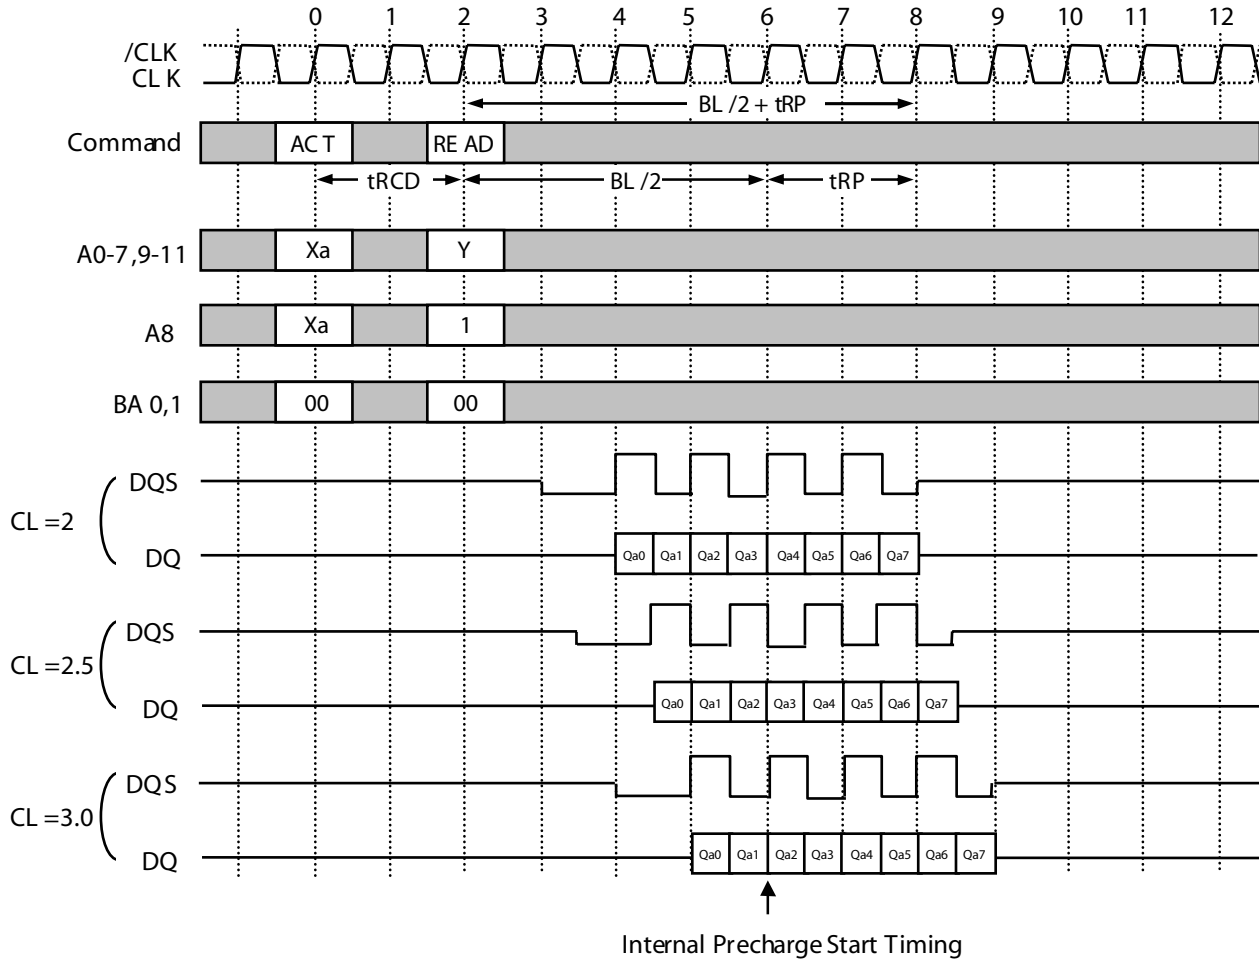 0 1 2 3 4 5 6 7 8 9 10 11 12
/CLK
CLK
BL/2 + tRP
Command ACT READ
tRCD BL/2 tRP
A0-7,9-11 Xa Y
A8 Xa 1
BA 0,1 00 00
CL=2
DQS
DQ Qa0 Qa1 Qa2 Qa3 Qa4 Qa5 Qa6 Qa7
CL=2.5
DQS
DQ Qa0 Qa1 Qa2 Qa3 Qa4 Qa5 Qa6 Qa7
CL=3.0
DQS
DQ Qa0 Qa1 Qa2 Qa3 Qa4 Qa5 Qa6 Qa7
Internal Precharge Start Timing